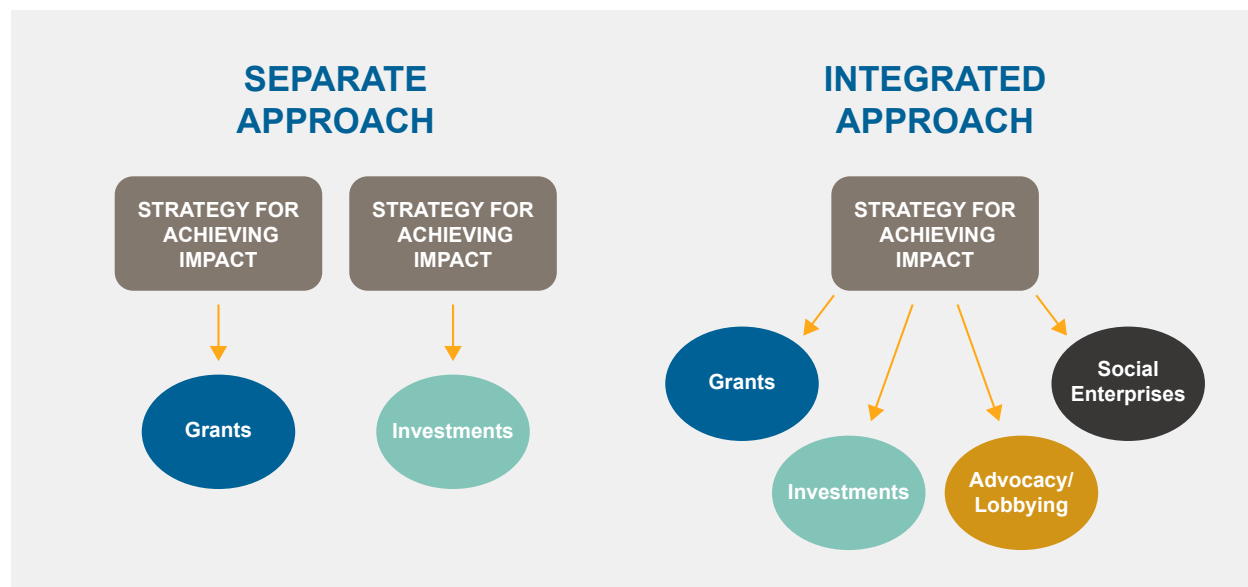 SEPARATE
APPROACH
STRATEGY FOR
ACHIEVING
IMPACT
STRATEGY FOR
ACHIEVING
IMPACT
Grants
Investments
INTEGRATED
APPROACH
STRATEGY FOR
ACHIEVING
IMPACT
Grants
Investments
Advocacy/
Lobbying
Social
Enterprises